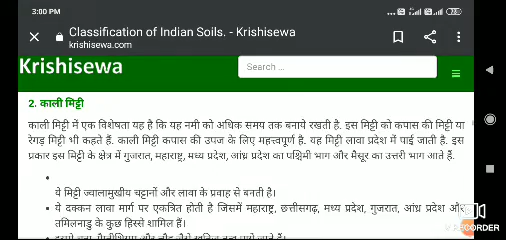 3:00 PM
Classification of Indian Soils. - Krishisewa
krishisewa.com
Krishisewa
Search ...
2. काली मिट्टी
काली मिट्टी में एक विशेषता यह है कि यह नमी को अधिक समय तक बनाये रखती है। इस मिट्टी को कपास की मिट्टी या
रेगड़ मिट्टी भी कहते हैं। काली मिट्टी कपास की उपज के लिए महत्त्वपूर्ण है। यह मिट्टी लावा प्रदेश में पाई जाती है। इस
प्रकार इस मिट्टी के क्षेत्र में गुजरात, महाराष्ट्र, मध्य प्रदेश, आंध्र प्रदेश का पश्चिमी भाग और मैसूर का उत्तरी भाग आते हैं।
ये मिट्टी ज्वालामुखीय चट्टानों और लावा के प्रवाह से बनती है।
ये दक्कन लावा मार्ग पर एकत्रित होती है जिसमें महाराष्ट्र, छत्तीसगढ़, मध्य प्रदेश, गुजरात, आंध्र प्रदेश और
तमिलनाडु के कुछ हिस्से शामिल हैं।